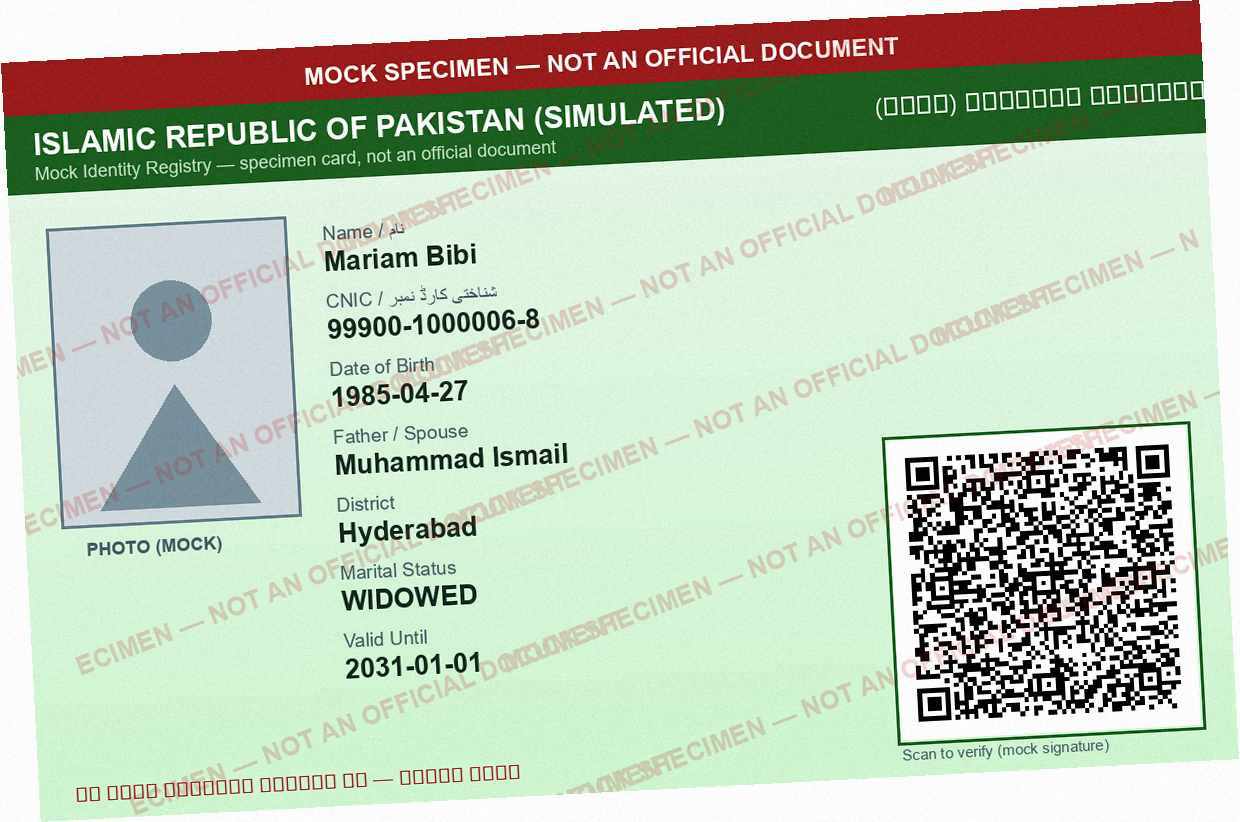 MOCK SPECIMEN — NOT AN OFFICIAL DOCUMENT
ISLAMIC REPUBLIC OF PAKISTAN (SIMULATED)
Mock Identity Registry — specimen card, not an official document
Name / نام
Mariam Bibi
CNIC / شناختی کارڈ نمبر
99900-1000006-8
Date of Birth
1985-04-27
Father / Spouse
Muhammad Ismail
District
Hyderabad
Marital Status
WIDOWED
Valid Until
2031-01-01
PHOTO (MOCK)
Scan to verify (mock signature)